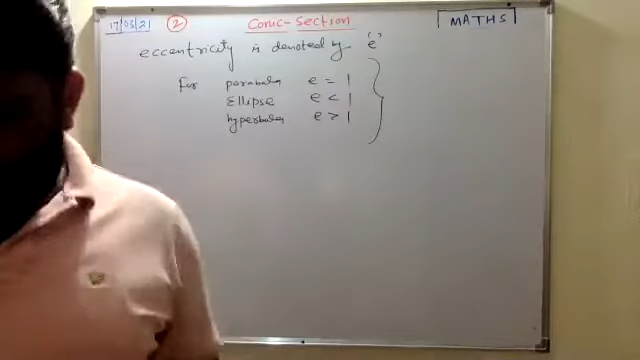 17/05/21 2 Conic-Section MATHS
eccentricity is denoted by 'e'
For parabola e = 1
Ellipse e < 1
hyperbola e > 1